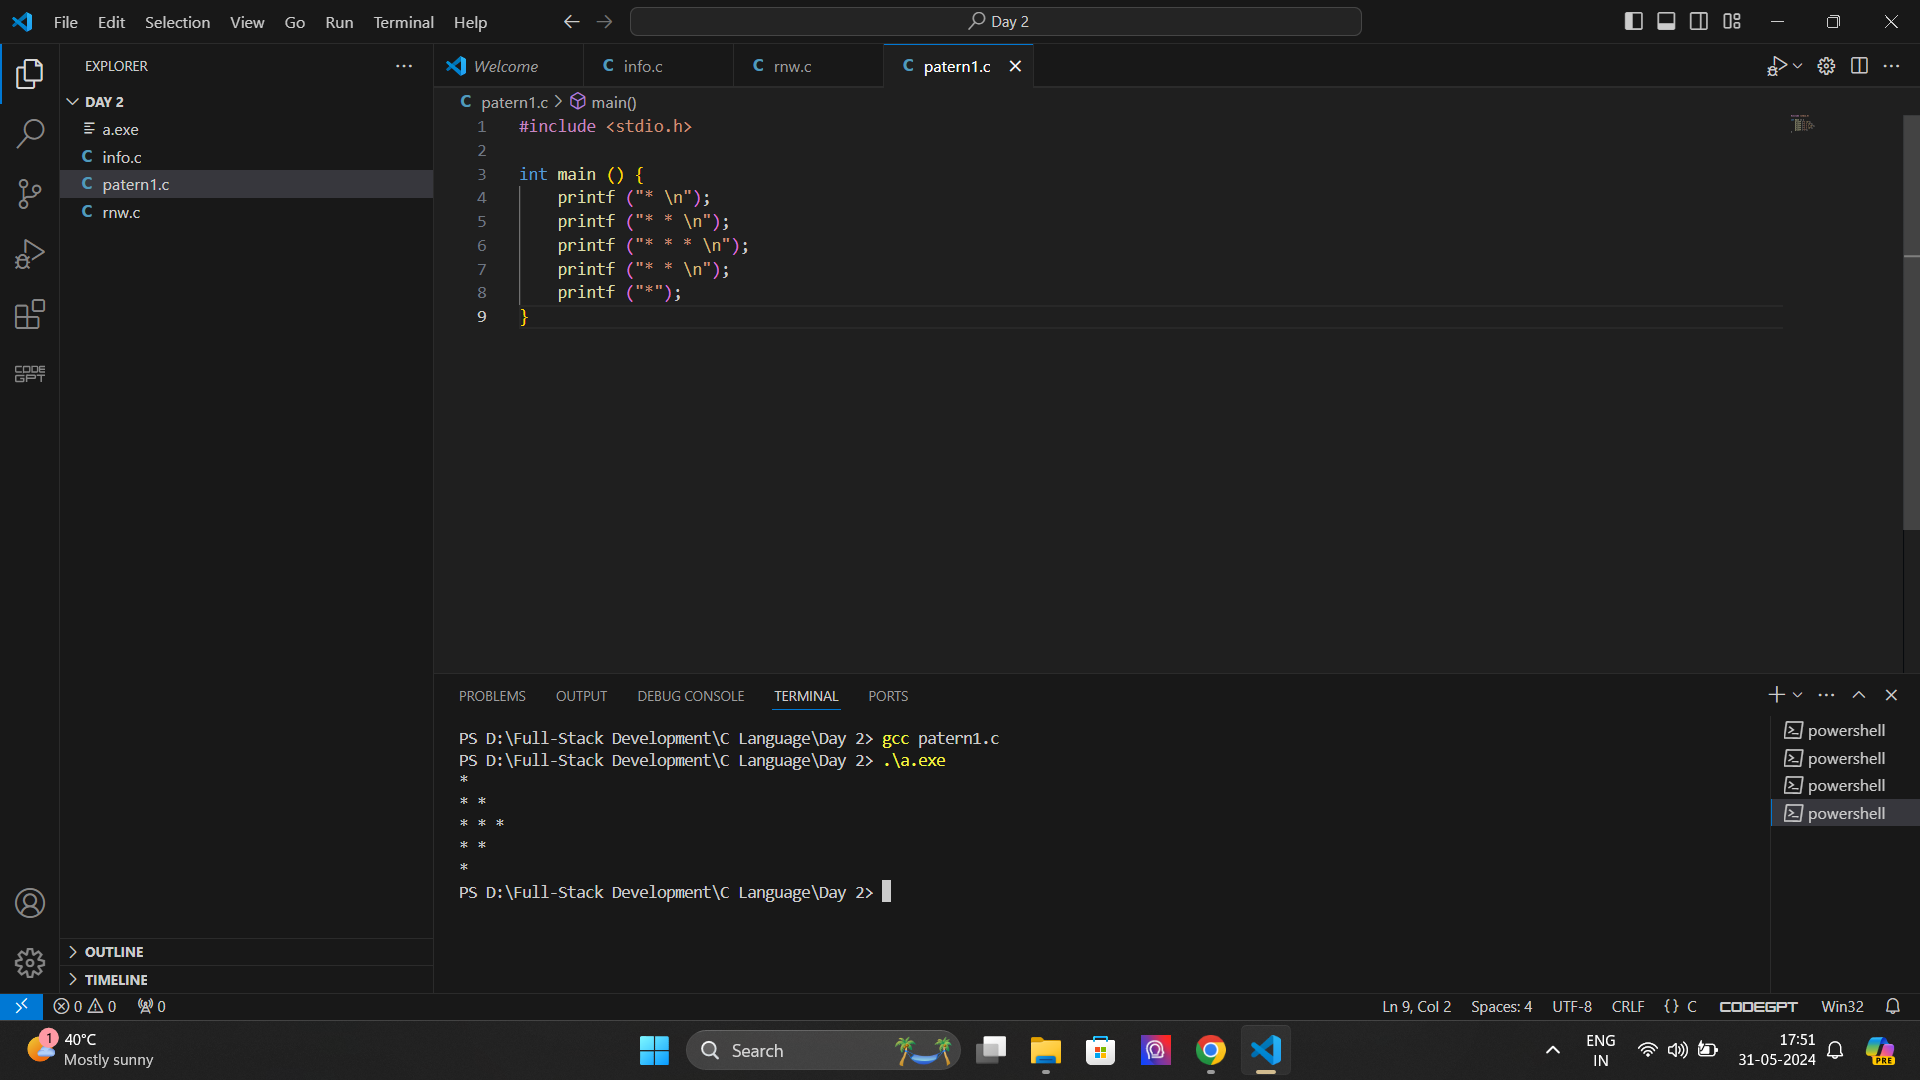 File Edit Selection View Go Run Terminal Help
Day 2
EXPLORER
DAY 2
a.exe
C info.c
C patern1.c
C rnw.c
CODE
GPT
OUTLINE
TIMELINE
Welcome
C info.c
C rnw.c
C patern1.c
C patern1.c > main()
1 #include <stdio.h>
2
3 int main () {
4 printf ("* \n");
5 printf ("* * \n");
6 printf ("* * * \n");
7 printf ("* * \n");
8 printf ("*");
9 }
PROBLEMS OUTPUT DEBUG CONSOLE TERMINAL PORTS
PS D:\Full-Stack Development\C Language\Day 2> gcc patern1.c
PS D:\Full-Stack Development\C Language\Day 2> .\a.exe
*
* *
* * *
* *
*
PS D:\Full-Stack Development\C Language\Day 2>
powershell
powershell
powershell
powershell
0 0 0
Ln 9, Col 2 Spaces: 4 UTF-8 CRLF {} C CODEGPT Win32
1
40°C
Mostly sunny
Search
ENG
IN
17:51
31-05-2024
PRE